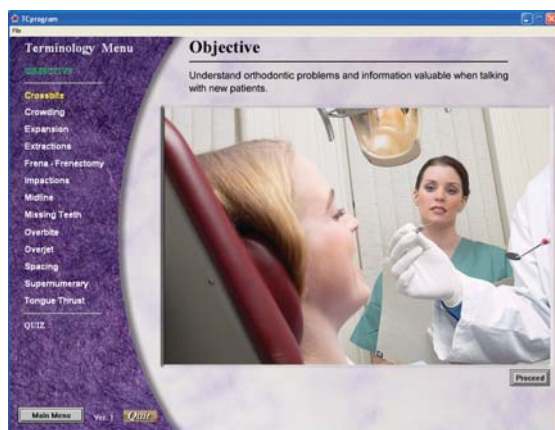 TCprogram
File
Terminology Menu
OBJECTIVE
Crossbite
Crowding
Expansion
Extractions
Frena - Frenectomy
Impactions
Midline
Missing Teeth
Overbite
Overjet
Spacing
Supernumerary
Tongue Thrust
QUIZ
Main Menu
Ver. 1
Quit
Objective
Understand orthodontic problems and information valuable when talking
with new patients.
Proceed